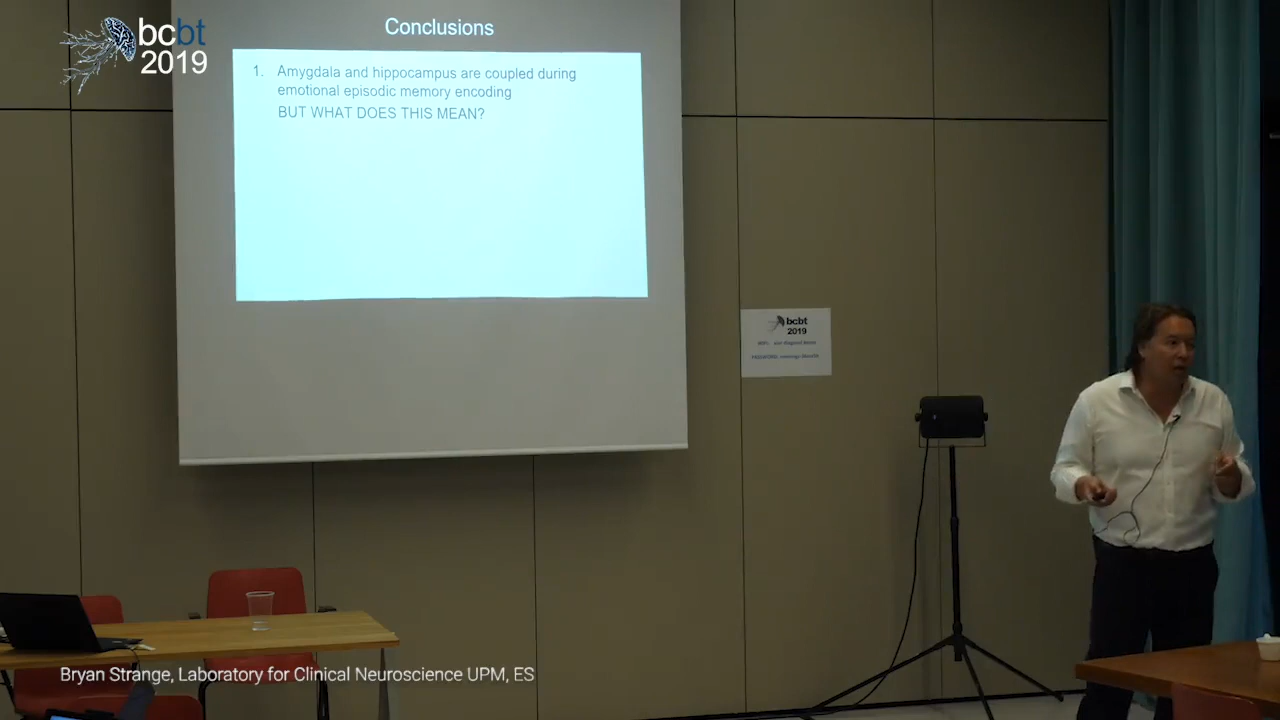 bcbt
2019
Conclusions
1. Amygdala and hippocampus are coupled during
emotional episodic memory encoding
BUT WHAT DOES THIS MEAN?
bcbt
2019
Bryan Strange, Laboratory for Clinical Neuroscience UPM, ES